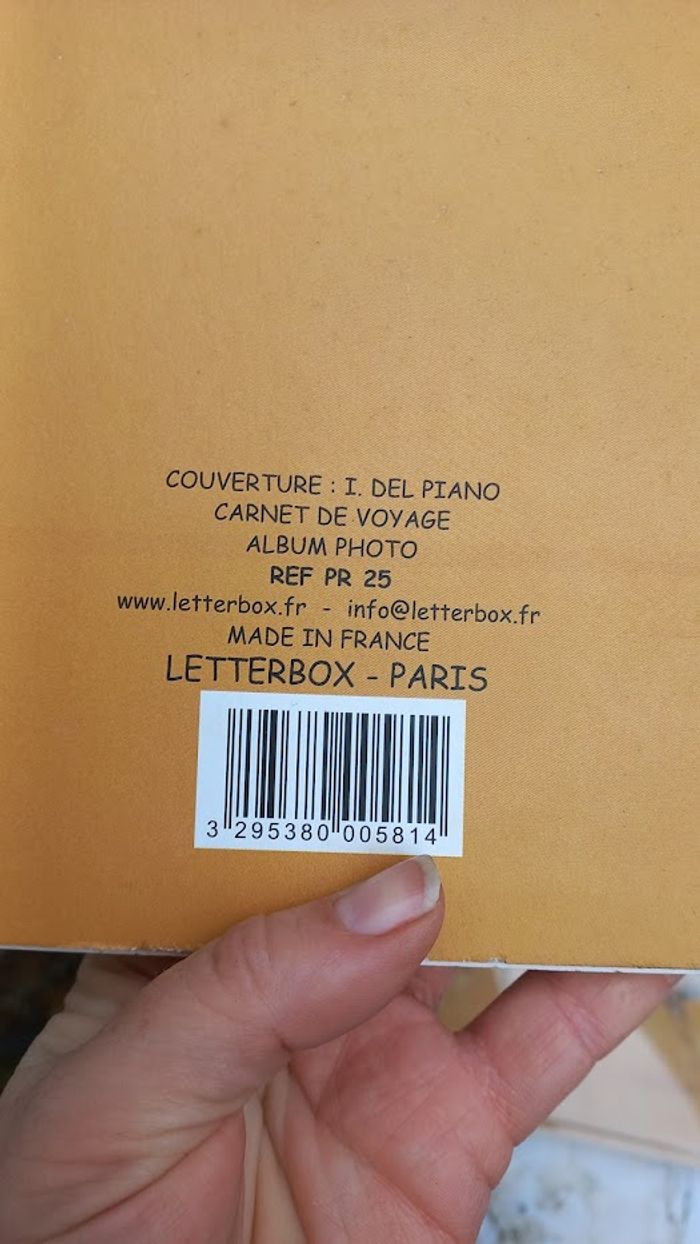 COUVERTURE : I. DEL PIANO
CARNET DE VOYAGE
ALBUM PHOTO
REF PR 25
www.letterbox.fr - info@letterbox.fr
MADE IN FRANCE
LETTERBOX - PARIS
3 295380 005814